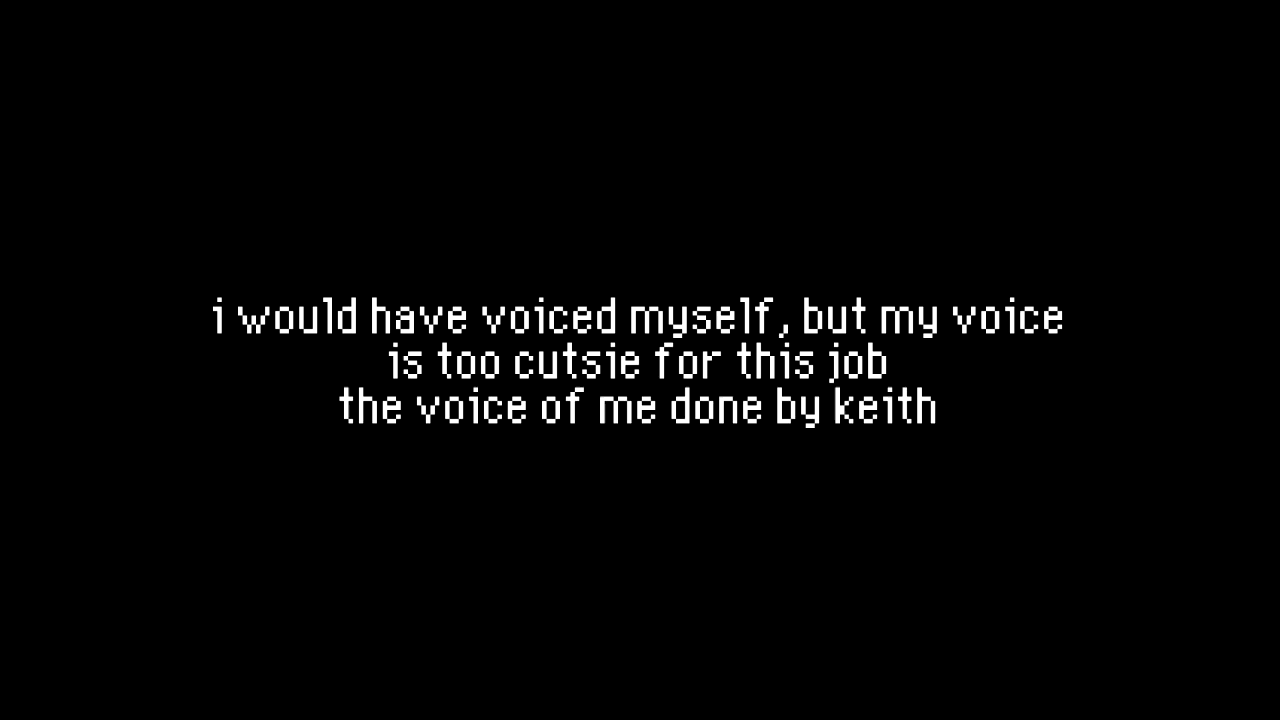 i would have voiced myself, but my voice
is too cutsie for this job
the voice of me done by keith